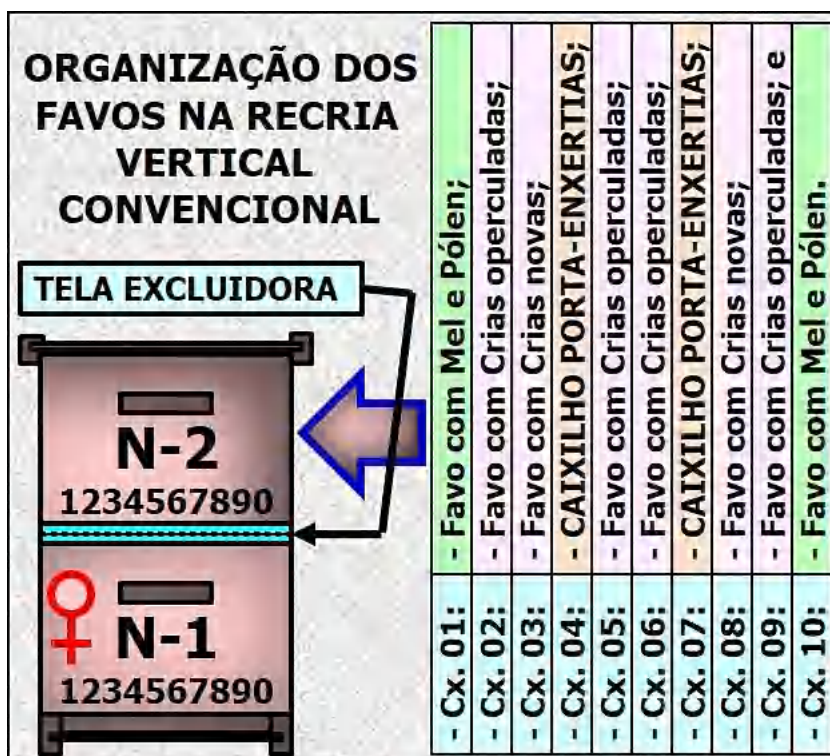 ORGANIZAÇÃO DOS
FAVOS NA RECRIA
VERTICAL
CONVENCIONAL
TELA EXCLUIDORA
N-2
1234567890
N-1
1234567890
- Cx. 01: - Favo com Mel e Pólen;
- Cx. 02: - Favo com Crias operculadas;
- Cx. 03: - Favo com Crias novas;
- Cx. 04: - CAIXILHO PORTA-ENXERTIAS;
- Cx. 05: - Favo com Crias operculadas;
- Cx. 06: - Favo com Crias operculadas;
- Cx. 07: - CAIXILHO PORTA-ENXERTIAS;
- Cx. 08: - Favo com Crias novas;
- Cx. 09: - Favo com Crias operculadas; e
- Cx. 10: - Favo com Mel e Pólen.